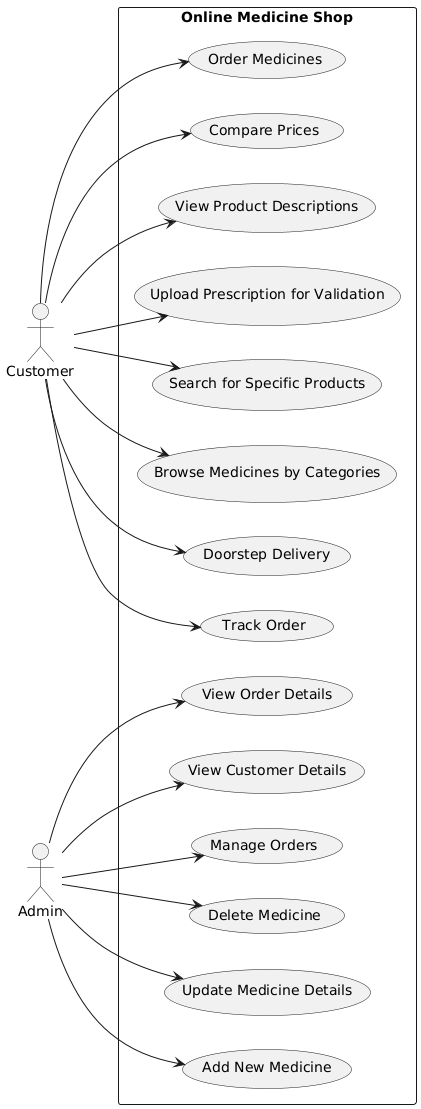 Online Medicine Shop
Order Medicines
Compare Prices
View Product Descriptions
Upload Prescription for Validation
Customer
Search for Specific Products
Browse Medicines by Categories
Doorstep Delivery
Track Order
View Order Details
View Customer Details
Manage Orders
Admin
Delete Medicine
Update Medicine Details
Add New Medicine